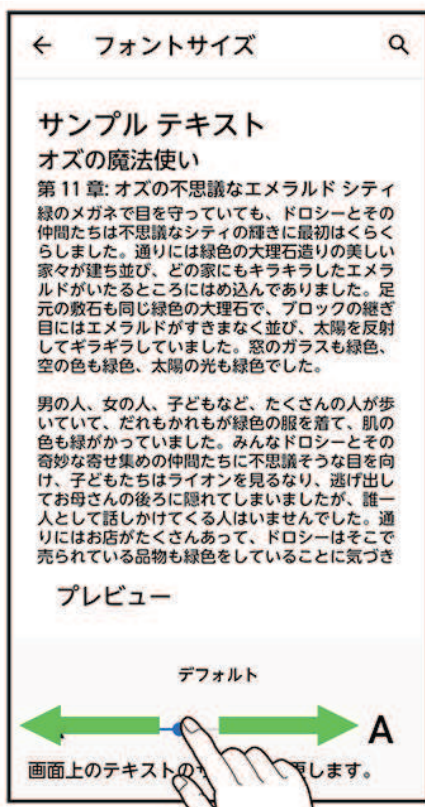 フォントサイズ
サンプル テキスト
オズの魔法使い
第 11 章: オズの不思議なエメラルド シティ
緑のメガネで目を守っていても、ドロシーとその
仲間たちは不思議なシティの輝きに最初はくらく
らしました。通りには緑色の大理石造りの美しい
家々が建ち並び、どの家にもキラキラしたエメラ
ルドがいたるところにはめ込んでありました。足
元の敷石も同じ緑色の大理石で、ブロックの継ぎ
目にはエメラルドがすきまなく並び、太陽を反射
してギラギラしていました。窓のガラスも緑色、
空の色も緑色、太陽の光も緑色でした。
男の人、女の人、子どもなど、たくさんの人が歩
いていて、だれもかれもが緑色の服を着て、肌の
色も緑がかっていました。みんなドロシーとその
奇妙な寄せ集めの仲間たちに不思議そうな目を向
け、子どもたちはライオンを見るなり、逃げ出し
てお母さんの後ろに隠れてしまいましたが、誰一
人として話しかけてくる人はいませんでした。通
りにはお店がたくさんあって、ドロシーはそこで
売られている品物も緑色をしていることに気づき
プレビュー
デフォルト
A
画面上のテキストの
更します。